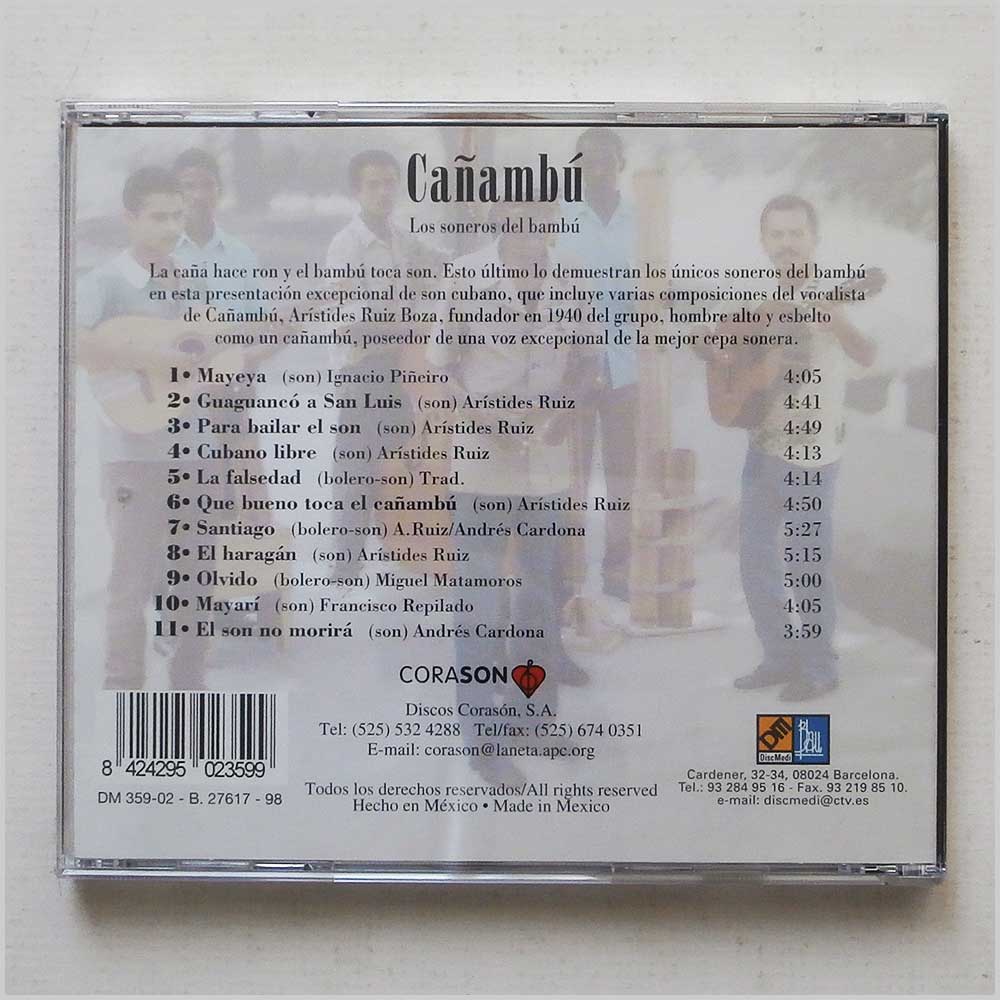 Cañambú
Los soneros del bambú
La caña hace ron y el bambú toca son. Esto último lo demuestran los únicos soneros del bambú
en esta presentación excepcional de son cubano, que incluye varias composiciones del vocalista
de Cañambú, Arístides Ruiz Boza, fundador en 1940 del grupo, hombre alto y esbelto
como un cañambú, poseedor de una voz excepcional de la mejor cepa sonera.
1• Mayeya (son) Ignacio Piñeiro 4:05
2• Guaguancó a San Luis (son) Arístides Ruiz 4:41
3• Para bailar el son (son) Arístides Ruiz 4:49
4• Cubano libre (son) Arístides Ruiz 4:13
5• La falsedad (bolero-son) Trad. 4:14
6• Que bueno toca el cañambú (son) Arístides Ruiz 4:50
7• Santiago (bolero-son) A.Ruiz/Andrés Cardona 5:27
8• El haragán (son) Arístides Ruiz 5:15
9• Olvido (bolero-son) Miguel Matamoros 5:00
10• Mayarí (son) Francisco Repilado 4:05
11• El son no morirá (son) Andrés Cardona 3:59
CORASON
Discos Corasón, S.A.
Tel: (525) 532 4288 Tel/fax: (525) 674 0351
E-mail: corason@laneta.apc.org
Todos los derechos reservados/All rights reserved
Hecho en México • Made in Mexico
8 424295 023599
DM 359-02 - B. 27617 - 98
DM
DiscMedi
blau
Cardener, 32-34, 08024 Barcelona.
Tel.: 93 284 95 16 - Fax. 93 219 85 10.
e-mail: discmedi@ctv.es